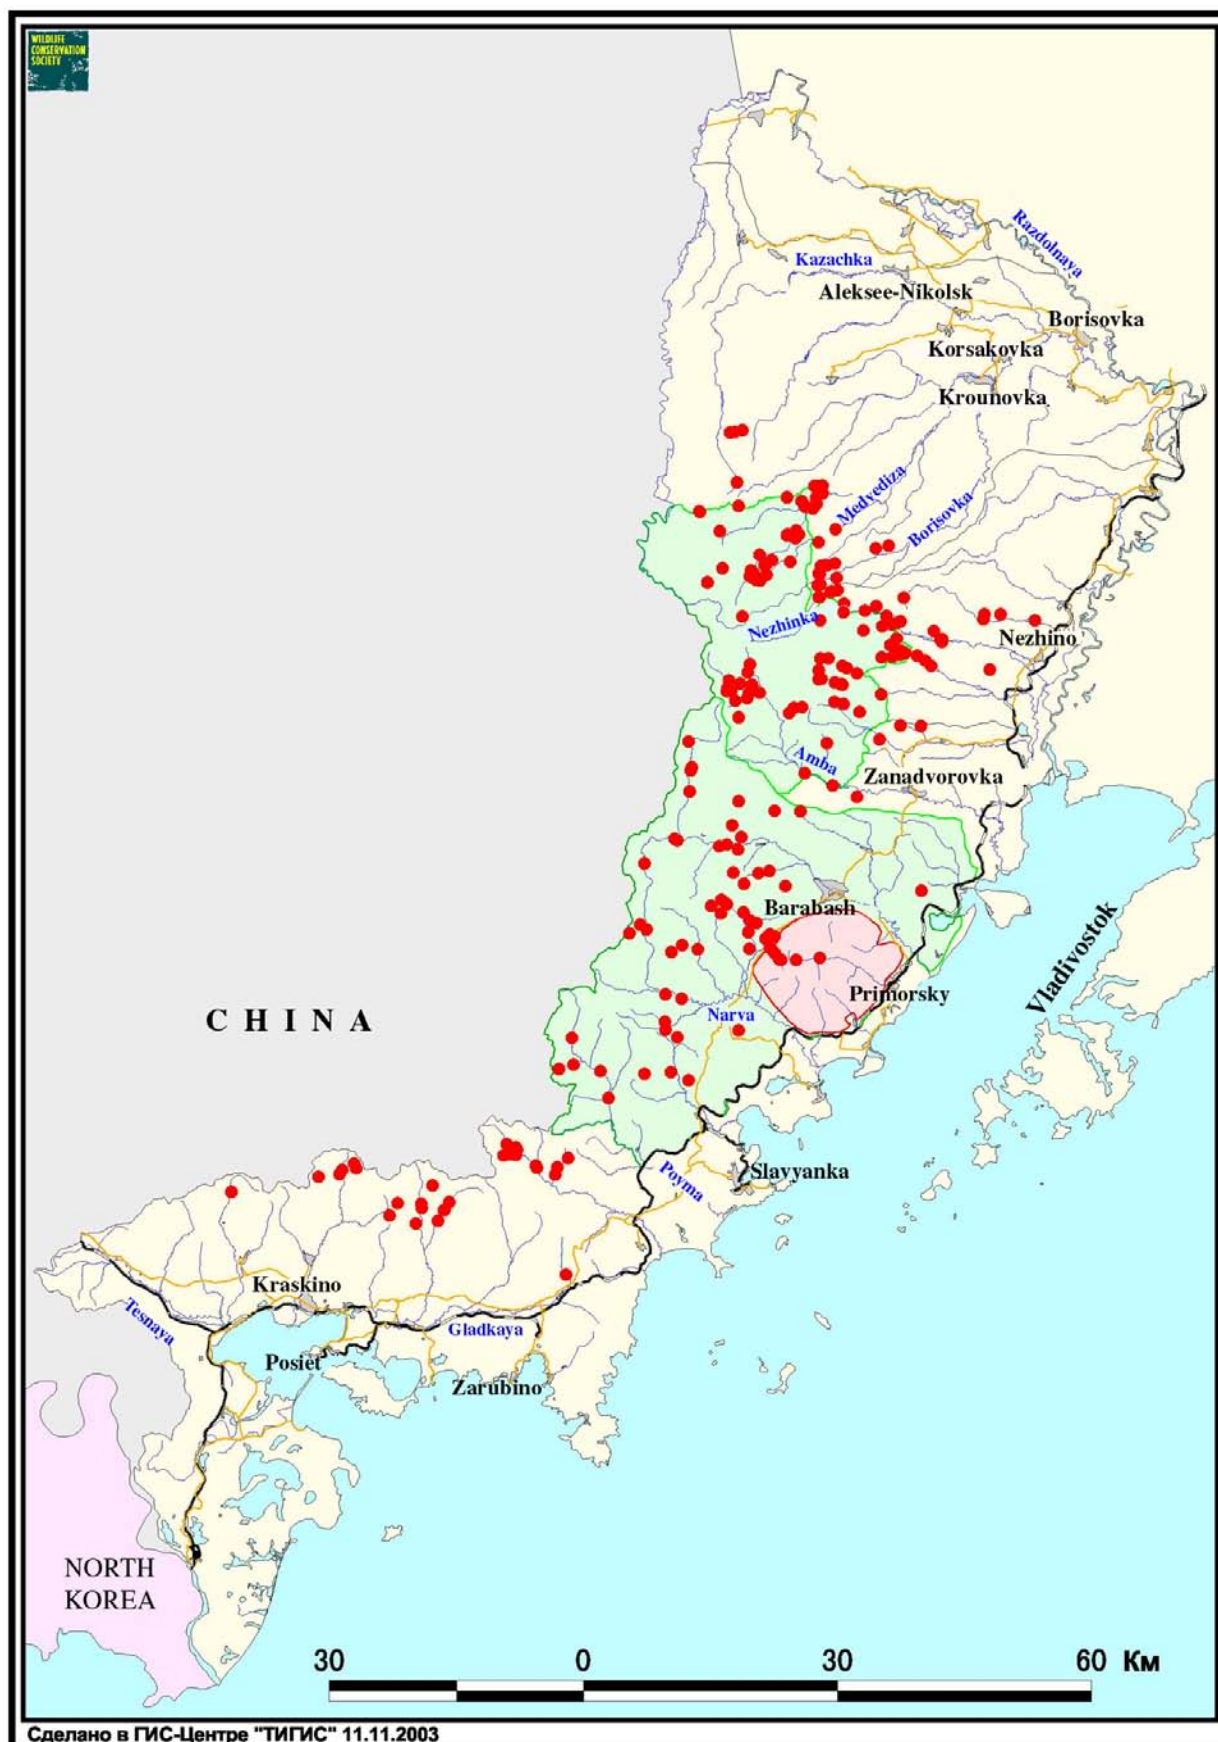 WILDLIFE
CONSERVATION
SOCIETY
Razdolnaya
Kazachka
Aleksee-Nikolsk
Borisovka
Korsakovka
Krounovka
Medvediza
Borisovka
Nezhinka
Nezhino
Amba
Zanadvorovka
Barabash
Vladivostok
Primorsky
CHINA
Narva
Slavyanka
Poyma
Kraskino
Tesnaya
Gladkaya
Posiet
Zarubino
NORTH
KOREA
30 0 30 60 Км
Сделано в ГИС-Центре "ТИГИС" 11.11.2003